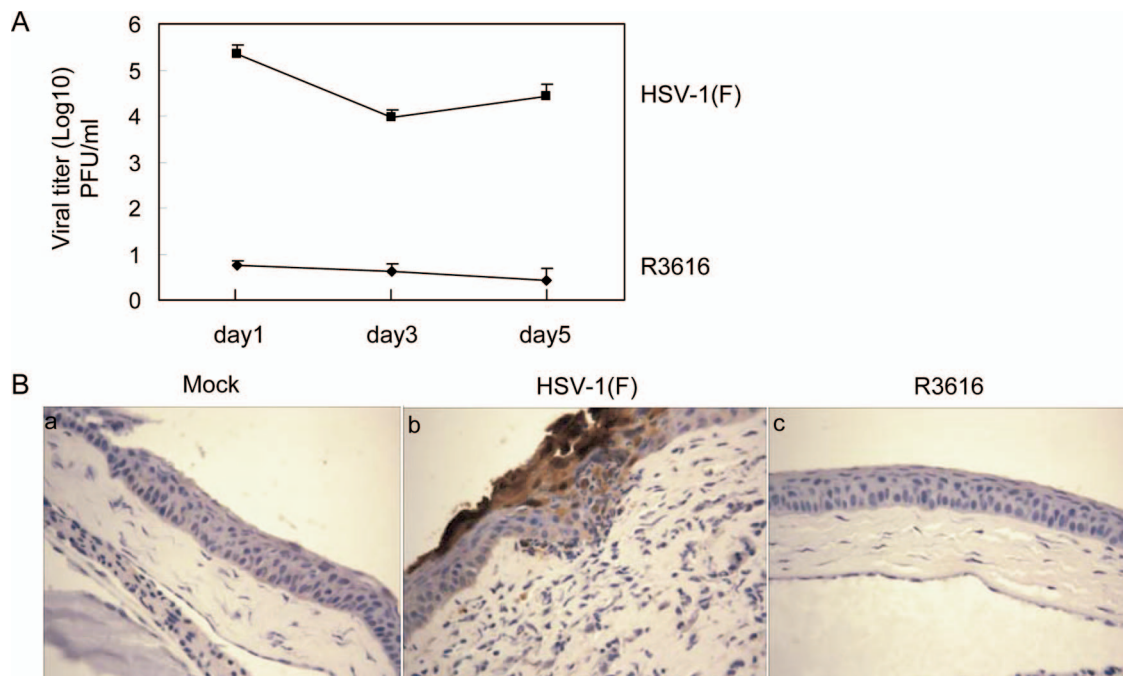 A
6
5
4
3
2
1
0
Viral titer (Log10)
PFU/ml
HSV-1(F)
R3616
day1 day3 day5
B
Mock HSV-1(F) R3616
a b c